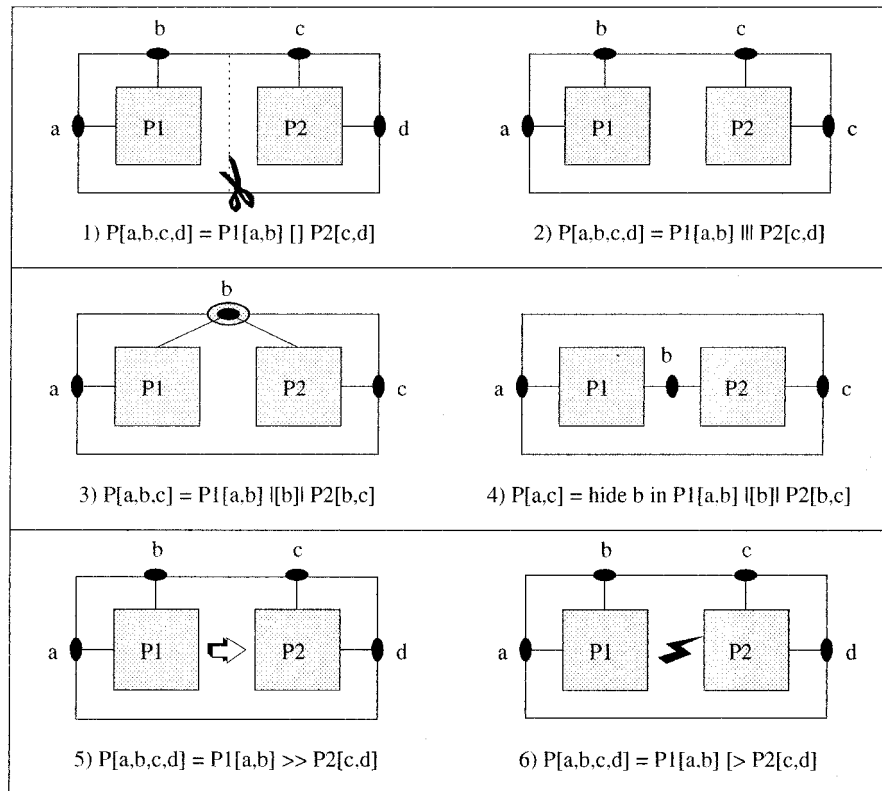 b c
a P1 P2 d
1) P[a,b,c,d] = P1[a,b] [] P2[c,d]
b c
a P1 P2 c
2) P[a,b,c,d] = P1[a,b] ||| P2[c,d]
b
a P1 P2 c
3) P[a,b,c] = P1[a,b] |[b]| P2[b,c]
b
a P1 P2 c
4) P[a,c] = hide b in P1[a,b] |[b]| P2[b,c]
b c
a P1 P2 d
5) P[a,b,c,d] = P1[a,b] >> P2[c,d]
b c
a P1 P2 d
6) P[a,b,c,d] = P1[a,b] [> P2[c,d]